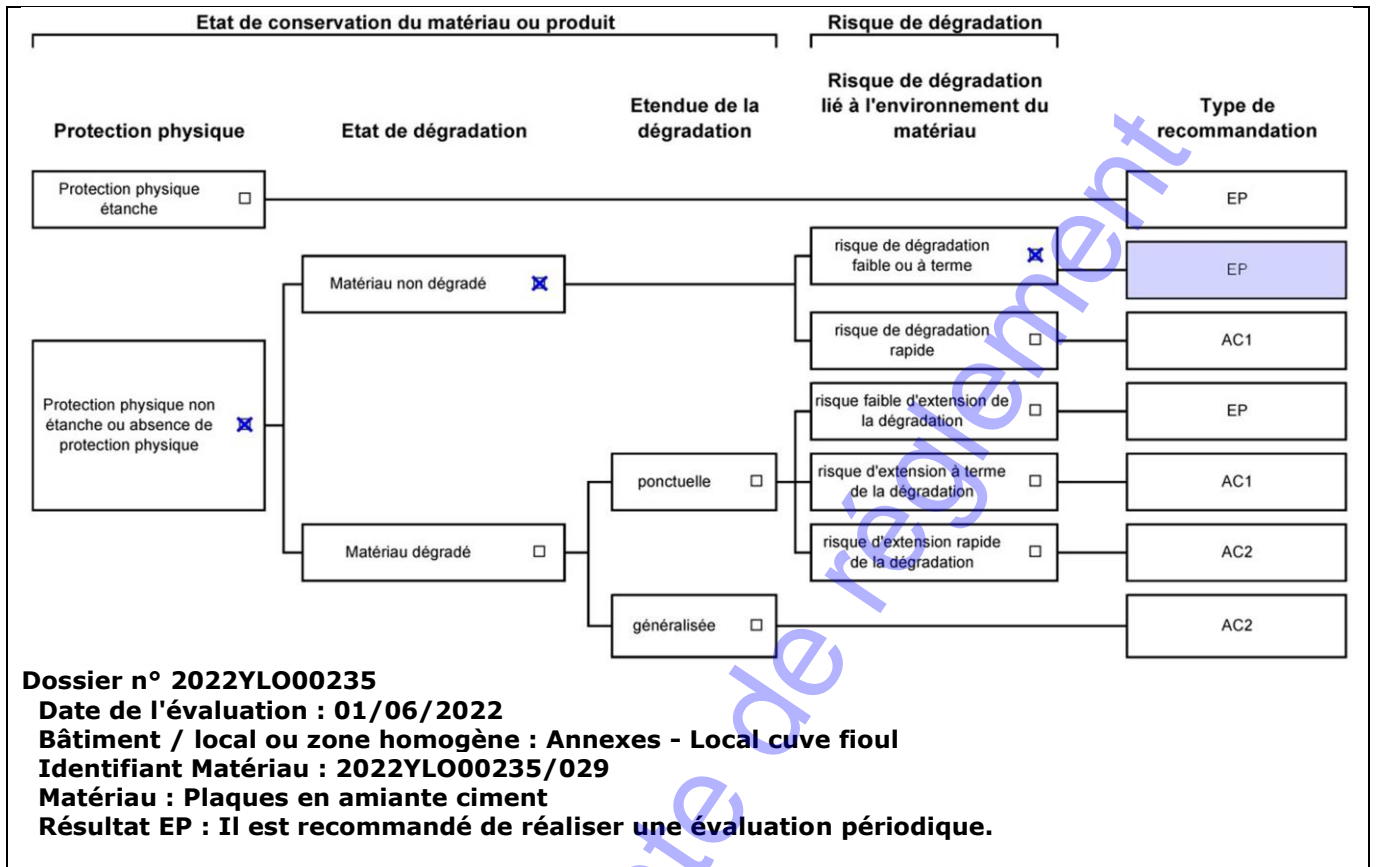 Etat de conservation du matériau ou produit
Risque de dégradation
Protection physique
Etat de dégradation
Etendue de la
dégradation
Risque de dégradation
lié à l'environnement du
matériau
Type de
recommandation
Protection physique
étanche
EP
risque de dégradation
faible ou à terme
EP
Matériau non dégradé
risque de dégradation
rapide
AC1
Protection physique non
étanche ou absence de
protection physique
risque faible d'extension de
la dégradation
EP
ponctuelle
risque d'extension à terme
de la dégradation
AC1
Matériau dégradé
risque d'extension rapide
de la dégradation
AC2
généralisée
AC2
Dossier n° 2022YLO00235
Date de l'évaluation : 01/06/2022
Bâtiment / local ou zone homogène : Annexes - Local cuve fioul
Identifiant Matériau : 2022YLO00235/029
Matériau : Plaques en amiante ciment
Résultat EP : Il est recommandé de réaliser une évaluation périodique.
te de réglement